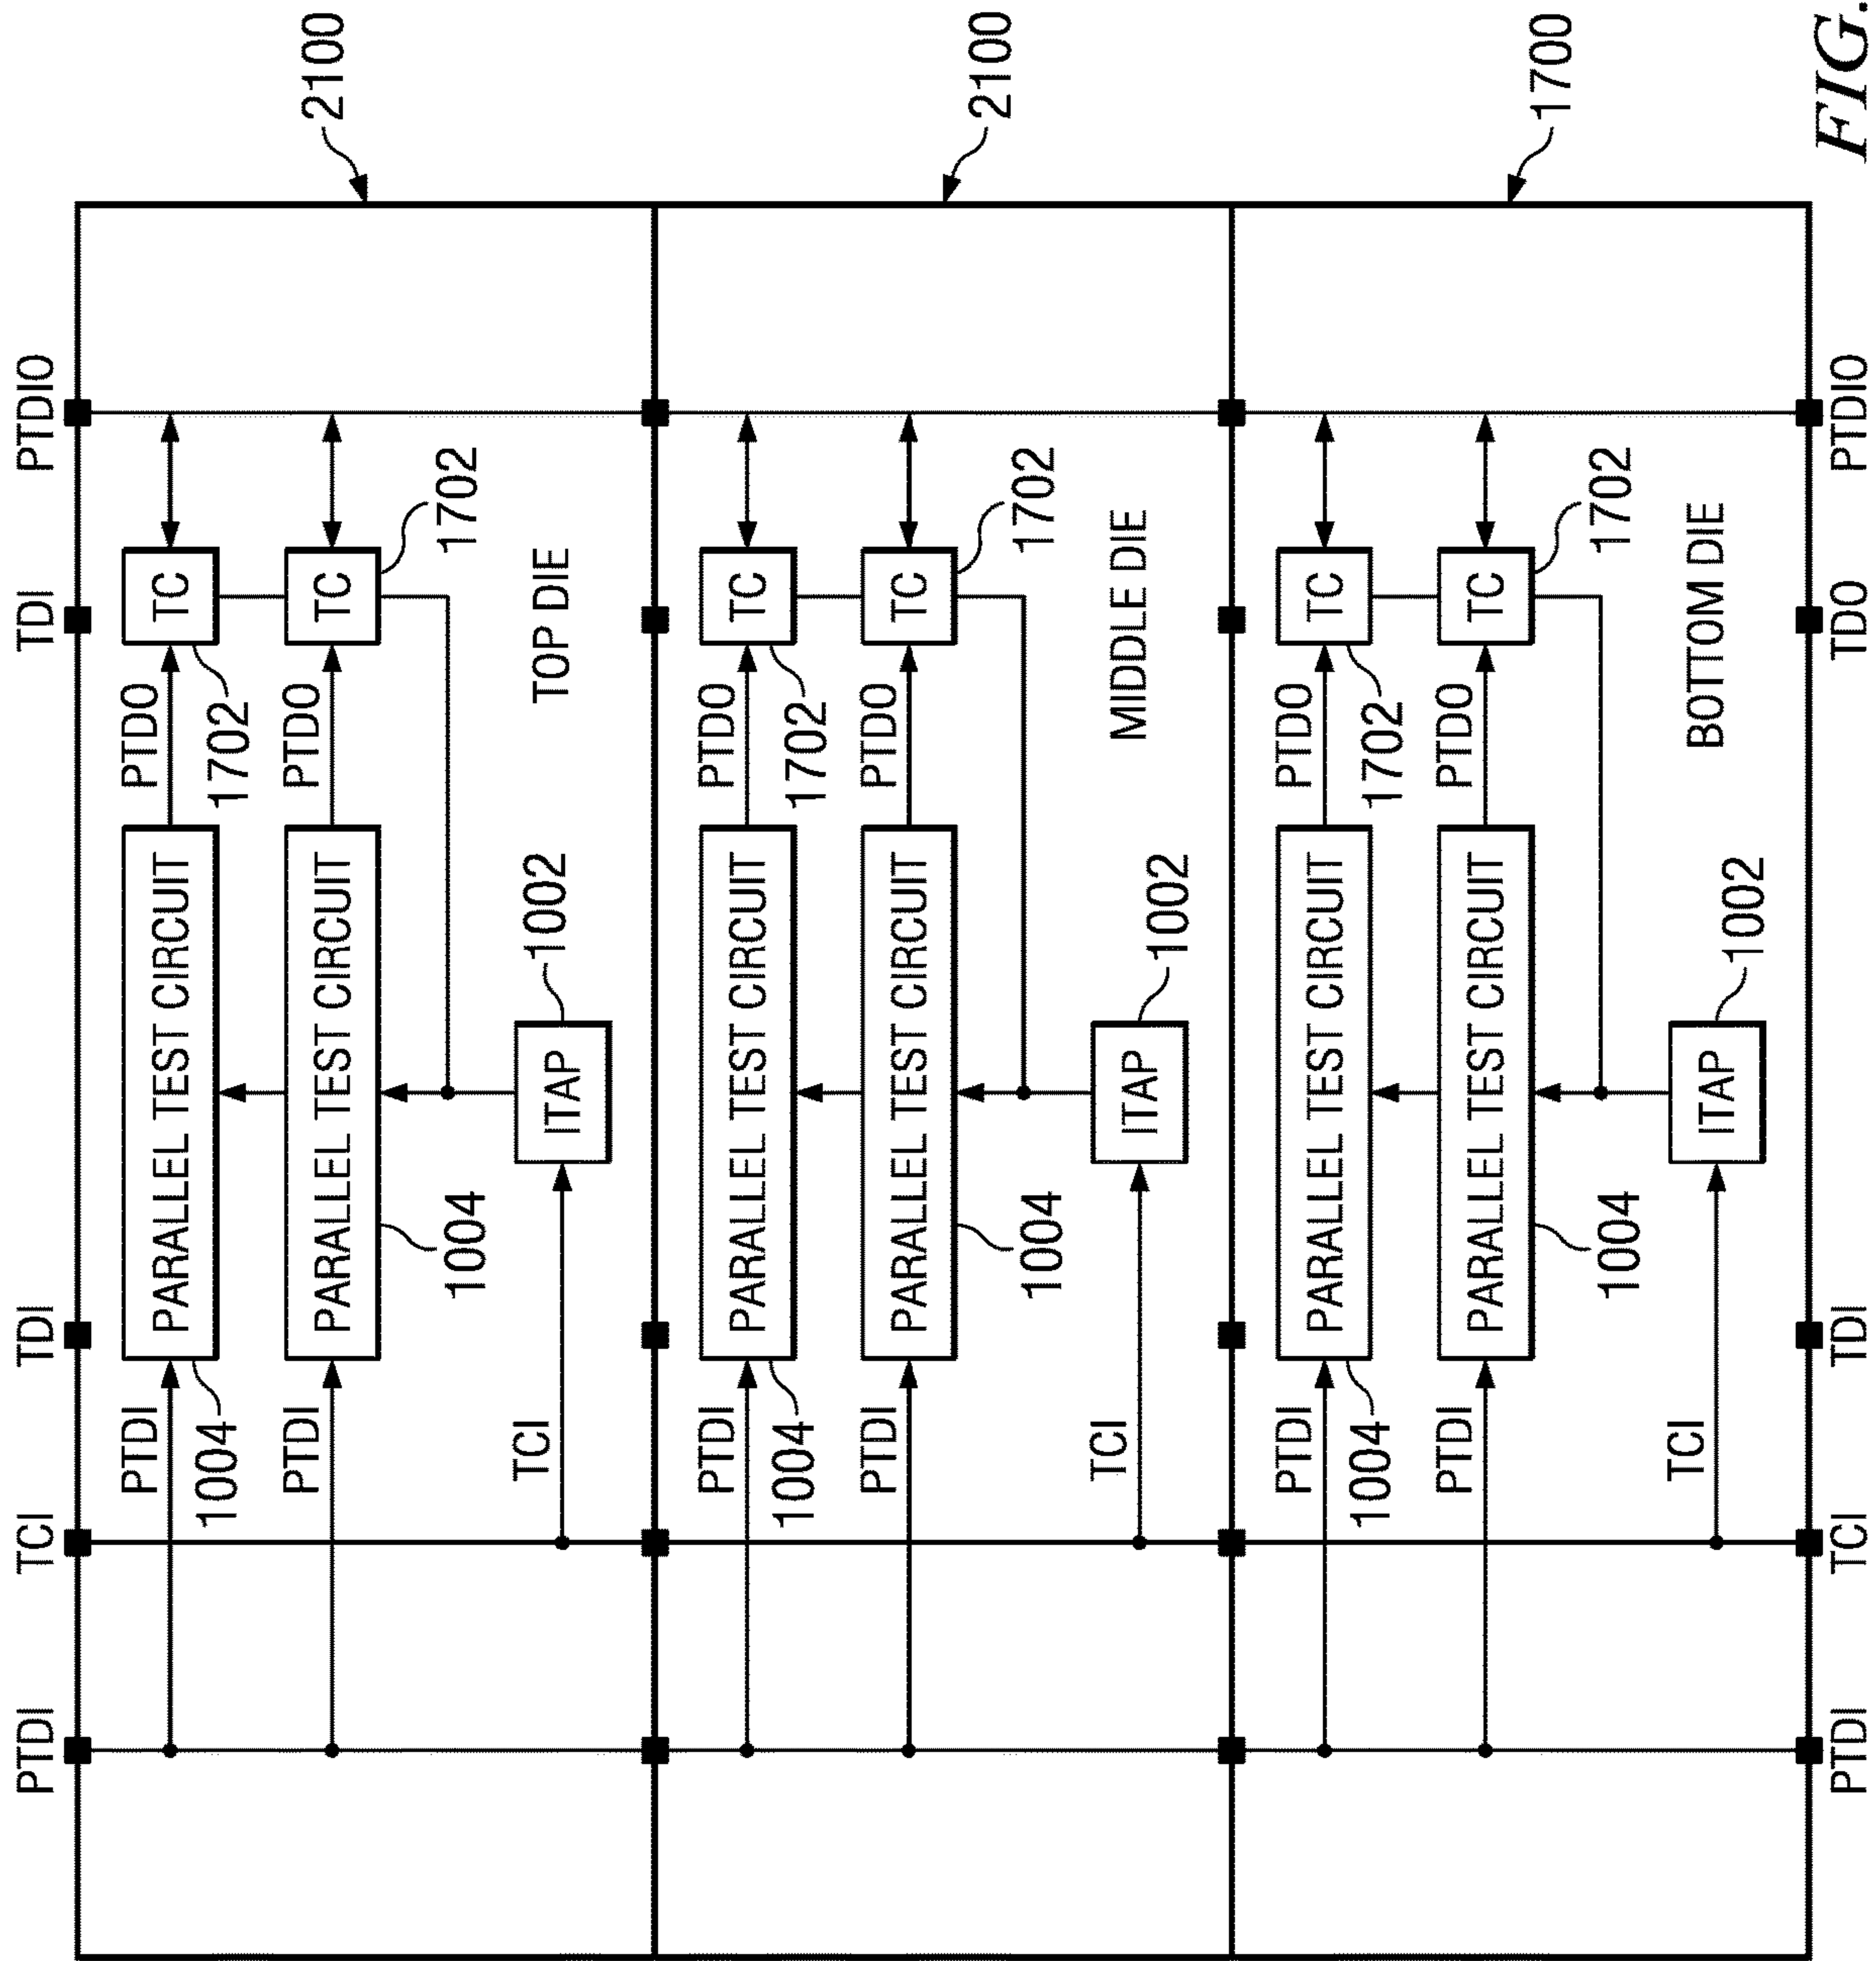 PTDI
TCI
TDI
TDI
PTDIO
PTDI
PARALLEL TEST CIRCUIT
PTDO
TC
1004
1702
2100
PTDI
PARALLEL TEST CIRCUIT
PTDO
TC
1004
1702
TCI
ITAP
1002
TOP DIE
PTDI
PARALLEL TEST CIRCUIT
PTDO
TC
1004
1702
2100
PTDI
PARALLEL TEST CIRCUIT
PTDO
TC
1004
1702
TCI
ITAP
1002
MIDDLE DIE
PTDI
PARALLEL TEST CIRCUIT
PTDO
TC
1004
1702
1700
PTDI
PARALLEL TEST CIRCUIT
PTDO
TC
1004
1702
TCI
ITAP
1002
BOTTOM DIE
PTDI
TCI
TDI
TDO
PTDIO
FIG.